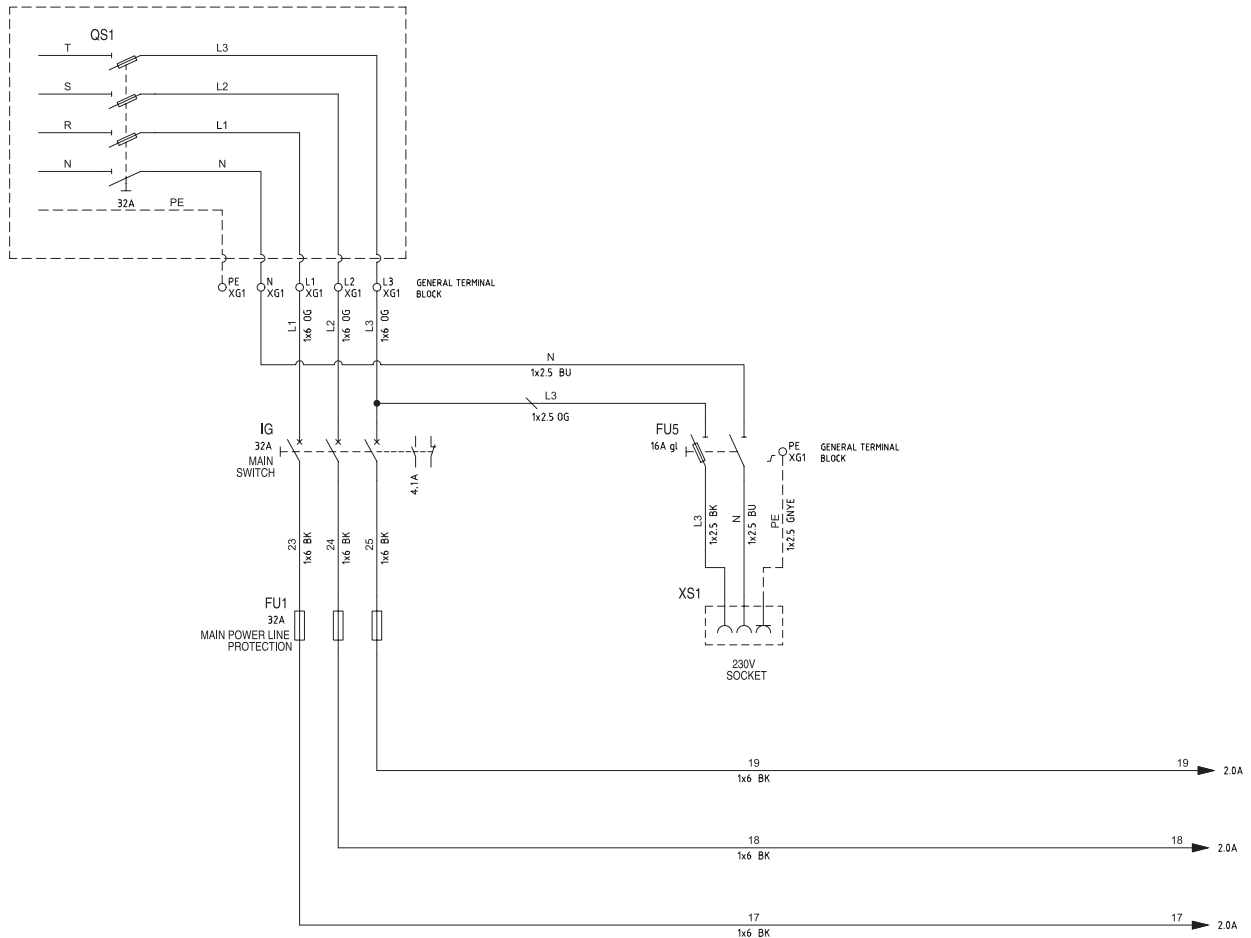 QS1
T
L3
S
L2
R
L1
N
N
32A
PE
PE
XG1
N
XG1
L1
XG1
L2
XG1
L3
XG1
GENERAL TERMINAL
BLOCK
L1
1x6 OG
L2
1x6 OG
L3
1x6 OG
N
1x2.5 BU
L3
1x2.5 OG
IG
32A
MAIN
SWITCH
4.1A
FU5
16A gl
PE
XG1
GENERAL TERMINAL
BLOCK
L3
1x2.5 BK
N
1x2.5 BU
PE
1x2.5 GNYE
23
1x6 BK
24
1x6 BK
25
1x6 BK
FU1
32A
MAIN POWER LINE
PROTECTION
XS1
230V
SOCKET
19
1x6 BK
19
2.0A
18
1x6 BK
18
2.0A
17
1x6 BK
17
2.0A